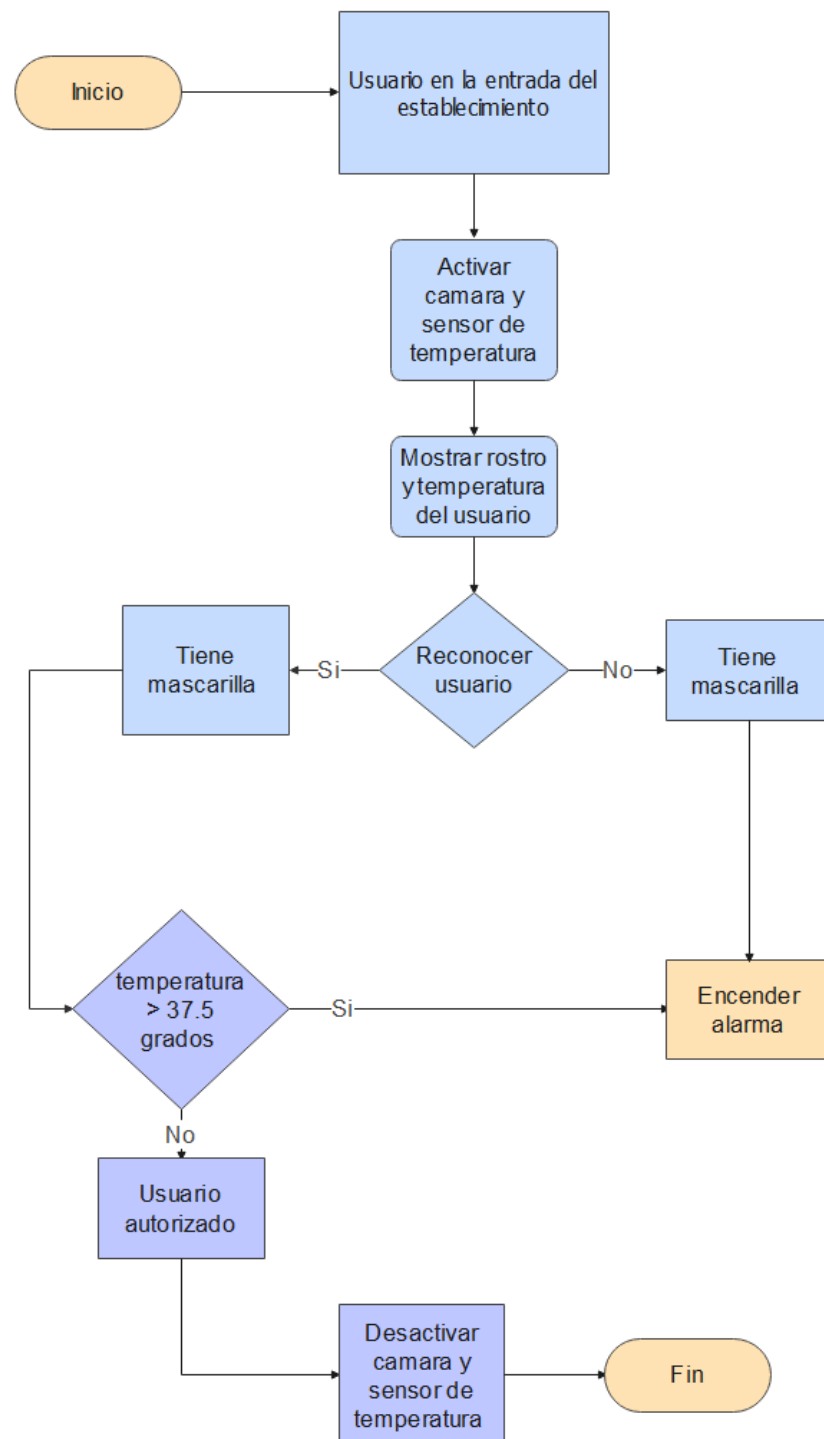 Inicio
Usuario en la entrada del
establecimiento
Activar
camara y
sensor de
temperatura
Mostrar rostro
y temperatura
del usuario
Reconocer
usuario
Si
No
Tiene
mascarilla
Tiene
mascarilla
temperatura
> 37.5
grados
Si
Encender
alarma
No
Usuario
autorizado
Desactivar
camara y
sensor de
temperatura
Fin